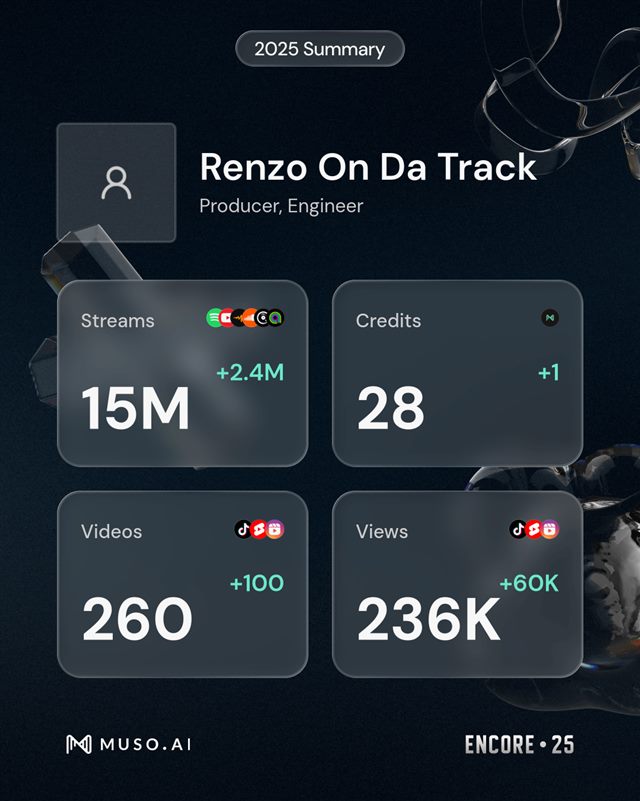 2025 Summary
Renzo On Da Track
Producer, Engineer
Streams
+2.4M
15M
Credits
+1
28
Videos
+100
260
Views
+60K
236K
MUSO.AI
ENCORE • 25